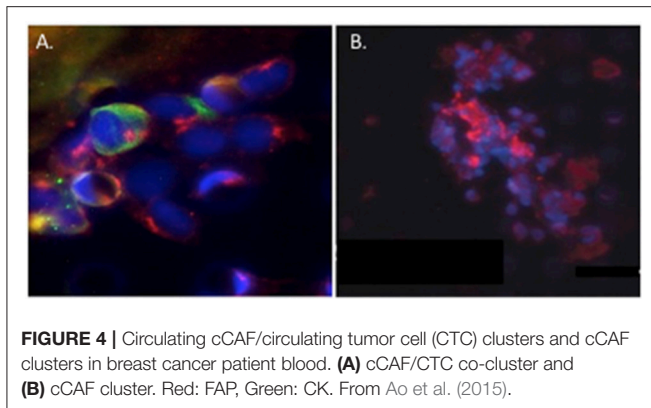 A.
B.
FIGURE 4 | Circulating cCAF/circulating tumor cell (CTC) clusters and cCAF
clusters in breast cancer patient blood. (A) cCAF/CTC co-cluster and
(B) cCAF cluster. Red: FAP, Green: CK. From Ao et al. (2015).